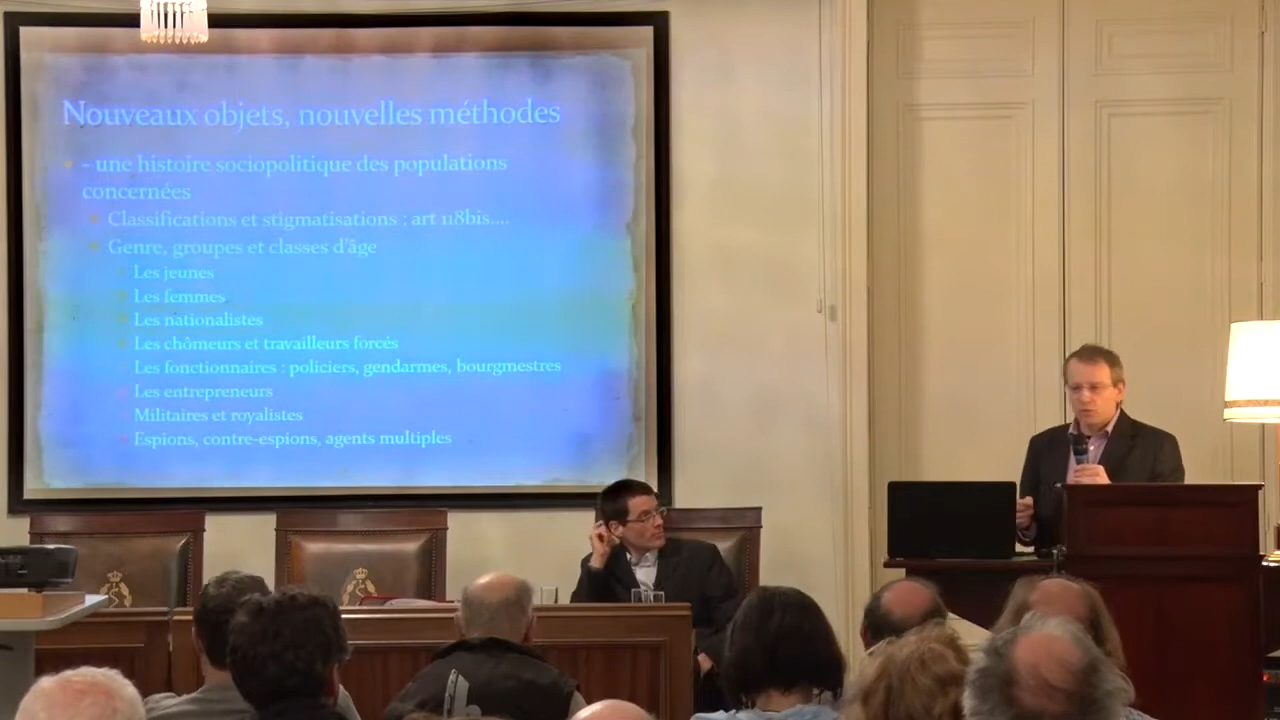 Nouveaux objets, nouvelles méthodes
- une histoire sociopolitique des populations
concernées
Classifications et stigmatisations : art 118bis....
Genre, groupes et classes d'âge
Les jeunes
Les femmes
Les nationalistes
Les chômeurs et travailleurs forcés
Les fonctionnaires : policiers, gendarmes, bourgmestres
Les entrepreneurs
Militaires et royalistes
Espions, contre-espions, agents multiples